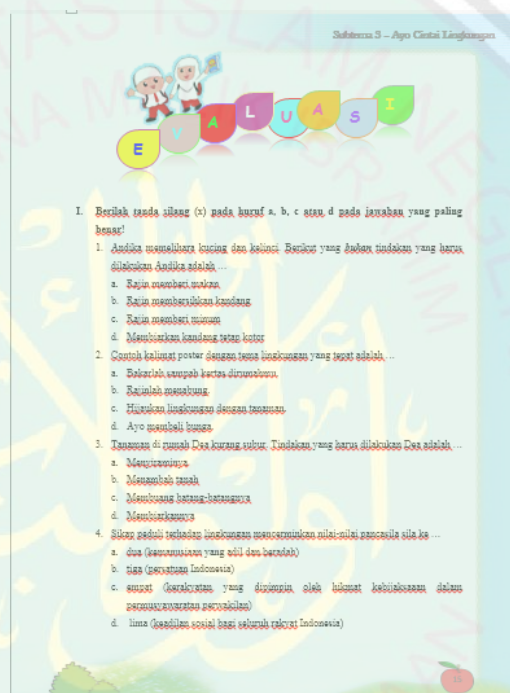 Subtema 3 – Ayo Cintai Lingkungan
EVALUASI
I. Berilah tanda silang (x) pada huruf a, b, c atau d pada jawaban yang paling
benar!
1. Andika memelihara kucing dan kelinci. Berikut yang bukan tindakan yang harus
dilakukan Andika adalah …
a. Rajin memberi makan
b. Rajin membersihkan kandang
c. Rajin memberi minum
d. Membiarkan kandang tetap kotor
2. Contoh kalimat poster dengan tema lingkungan yang tepat adalah…
a. Bakarlah sampah kertas dirumahmu.
b. Rajinlah menabung.
c. Hijaukan lingkungan dengan tanaman.
d. Ayo membeli bunga.
3. Tanaman di rumah Dea kurang subur. Tindakan yang harus dilakukan Dea adalah …
a. Menyiraminya
b. Menambah tanah
c. Membuang batang-batangnya
d. Membiarkannya
4. Sikap peduli terhadap lingkungan mencerminkan nilai-nilai pancasila sila ke …
a. dua (kemanusiaan yang adil dan beradab)
b. tiga (persatuan Indonesia)
c. empat (kerakyatan yang dipimpin oleh hikmat kebijaksaaan dalam
permusyawaratan perwakilan)
d. lima (keadilan sosial bagi seluruh rakyat Indonesia)